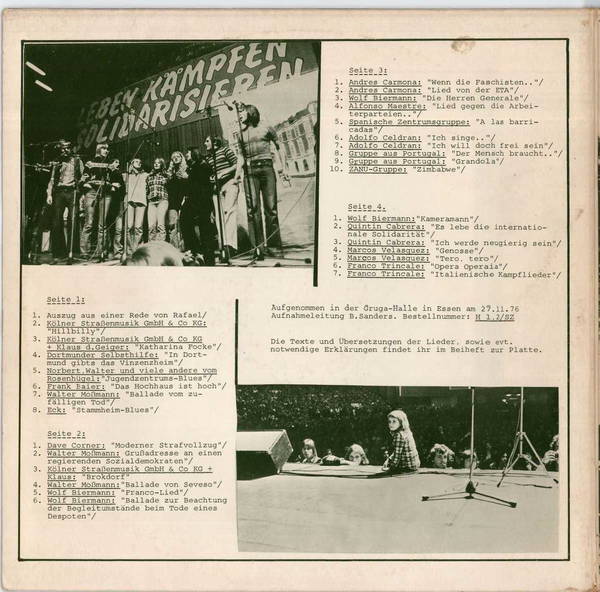 BEN KÄMPFEN
DARISIEREN
Seite 3:
1. Andres Carmona: "Wenn die Faschisten.."/
2. Andres Carmona: "Lied von der ETA"/
3. Wolf Biermann: "Die Herren Generale"/
4. Alfonso Maestre: "Lied gegen die Arbei-
terparteien.."/
5. Spanische Zentrumsgruppe: "A las barri-
cadas"/
6. Adolfo Celdran: "Ich singe.."/
7. Adolfo Celdran: "Ich will doch frei sein"/
8. Gruppe aus Portugal: "Der Mensch braucht.."/
9. Gruppe aus Portugal: "Grandola"/
10. ZANU-Gruppe: "Zimbabwe"/
Seite 4.
1. Wolf Biermann:"Kameramann"/
2. Quintin Cabrera: "Es lebe die internatio-
nale Solidarität"/
3. Quintin Cabrera: "Ich werde neugierig sein"/
4. Marcos Velasquez: "Genosse"/
5. Marcos Velasquez: "Tero, tero"/
6. Franco Trincale: "Opera Operais"/
7. Franco Trincale: "Italienische Kampflieder"/
Seite 1:
1. Auszug aus einer Rede von Rafael/
2. Kölner Straßenmusik GmbH & Co KG:
"Hillbilly"/
3. Kölner Straßenmusik GmbH & Co KG
+ Klaus d.Geiger: "Katharina Focke"/
4. Dortmunder Selbsthilfe: "In Dort-
mund gibts das Vinzenzheim"/
5. Norbert,Walter und viele andere vom
Rosenhügel:"Jugendzentrums-Blues"/
6. Frank Baier: "Das Hochhaus ist hoch"/
7. Walter Moßmann: "Ballade vom zu-
fälligen Tod"/
8. Eck: "Stammheim-Blues"/
Seite 2:
1. Dave Corner: "Moderner Strafvollzug"/
2. Walter Moßmann: Grußadresse an einen
regierenden Sozialdemokraten"/
3. Kölner Straßenmusik GmbH & Co KG +
Klaus: "Brokdorf"
4. Walter Moßmann:"Ballade von Seveso"/
5. Wolf Biermann: "Franco-Lied"/
6. Wolf Biermann: "Ballade zur Beachtung
der Begleitumstände beim Tode eines
Despoten"/
Aufgenommen in der Gruga-Halle in Essen am 27.11.76
Aufnahmeleitung B.Sanders. Bestellnummer: H 1.2/SZ
Die Texte und Übersetzungen der Lieder, sowie evt.
notwendige Erklärungen findet ihr im Beiheft zur Platte.